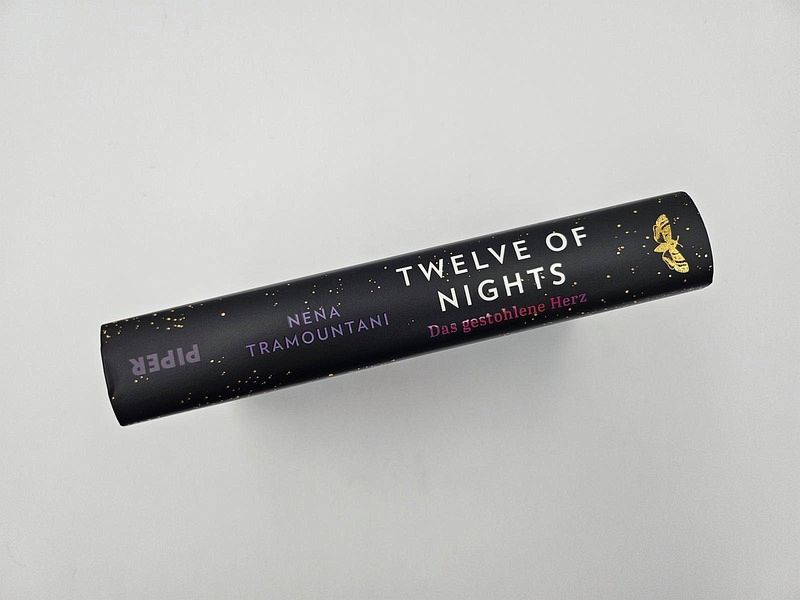 NENA
TRAMOUNTANI
TWELVE OF
NIGHTS
Das gestohlene Herz
PIPER